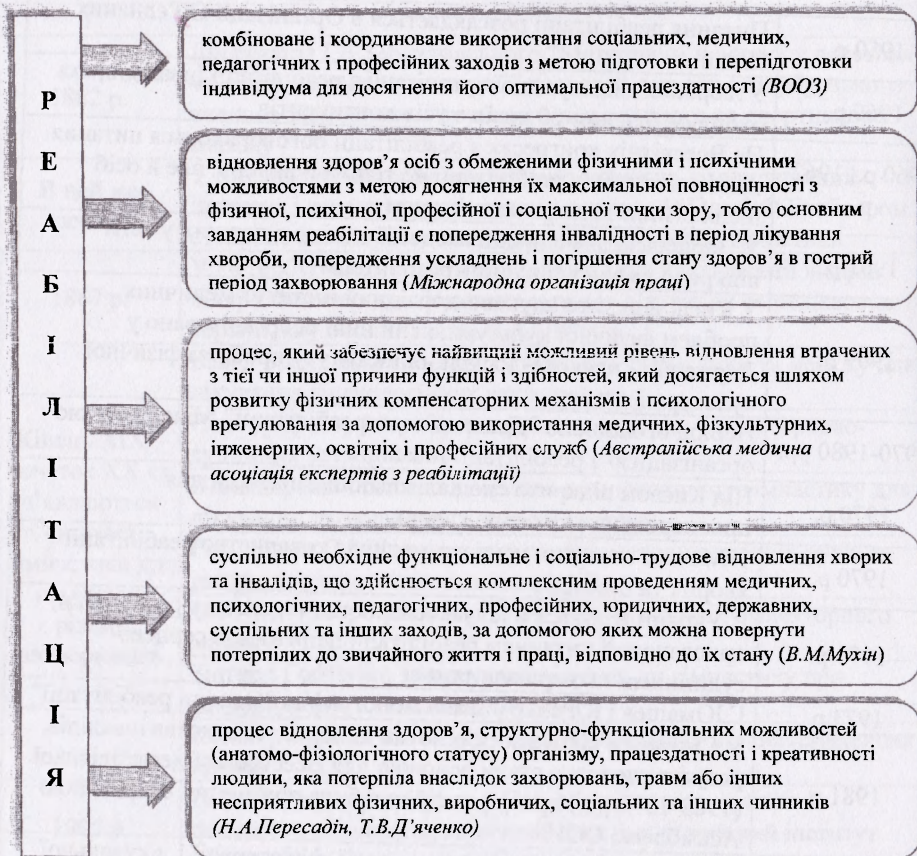 РЕАБІЛІТАЦІЯ
комбіноване і координоване використання соціальних, медичних,
педагогічних і професійних заходів з метою підготовки і перепідготовки
індивідуума для досягнення його оптимальної працездатності (ВООЗ)
відновлення здоров’я осіб з обмеженими фізичними і психічними
можливостями з метою досягнення їх максимальної повноцінності з
фізичної, психічної, професійної і соціальної точки зору, тобто основним
завданням реабілітації є попередження інвалідності в період лікування
хвороби, попередження ускладнень і погіршення стану здоров’я в гострий
період захворювання (Міжнародна організація праці)
процес, який забезпечує найвищий можливий рівень відновлення втрачених
з тієї чи іншої причини функцій і здібностей, який досягається шляхом
розвитку фізичних компенсаторних механізмів і психологічного
врегулювання за допомогою використання медичних, фізкультурних,
інженерних, освітніх і професійних служб (Австралійська медична
асоціація експертів з реабілітації)
суспільно необхідне функціональне і соціально-трудове відновлення хворих
та інвалідів, що здійснюється комплексним проведенням медичних,
психологічних, педагогічних, професійних, юридичних, державних,
суспільних та інших заходів, за допомогою яких можна повернути
потерпілих до звичайного життя і праці, відповідно до їх стану (В.М.Мухін)
процес відновлення здоров’я, структурно-функціональних можливостей
(анатомо-фізіологічного статусу) організму, працездатності і креативності
людини, яка потерпіла внаслідок захворювань, травм або інших
несприятливих фізичних, виробничих, соціальних та інших чинників
(Н.А.Пересадін, Т.В.Д’яченко)